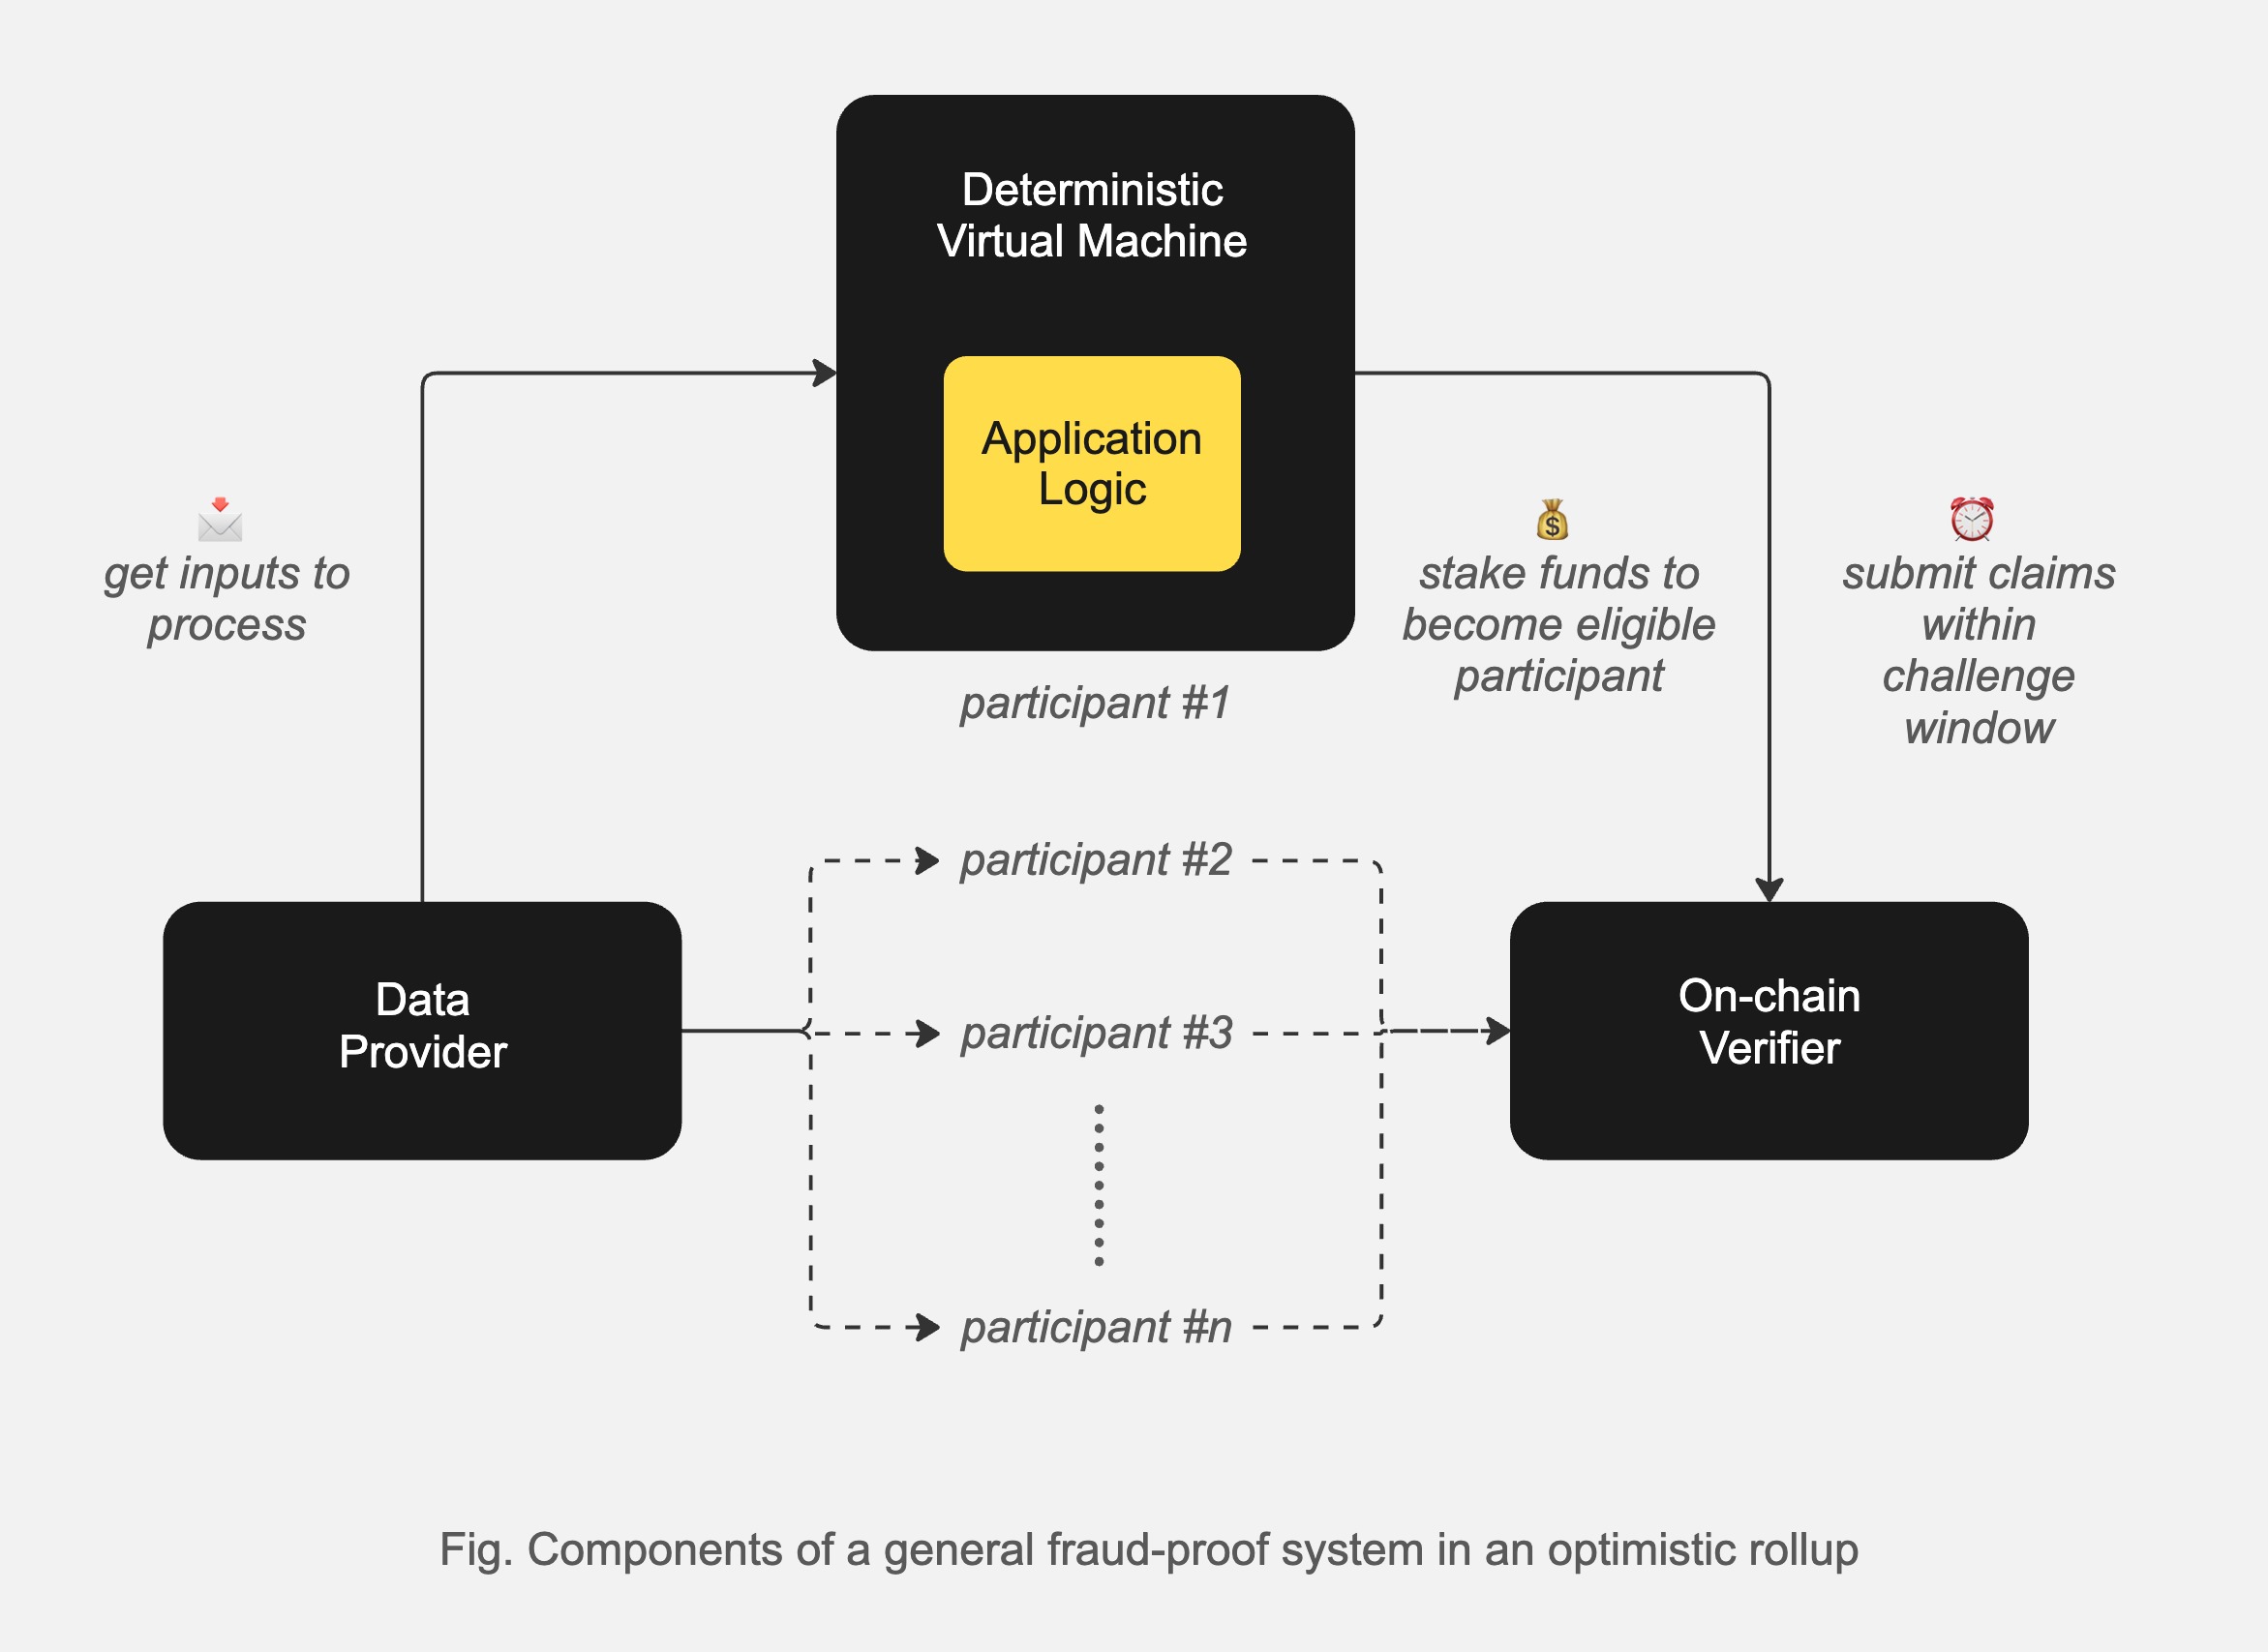 Deterministic
Virtual Machine
Application
Logic
get inputs to
process
stake funds to
become eligible
participant
submit claims
within
challenge
window
participant #1
participant #2
Data
Provider
participant #3
On-chain
Verifier
participant #n
Fig. Components of a general fraud-proof system in an optimistic rollup